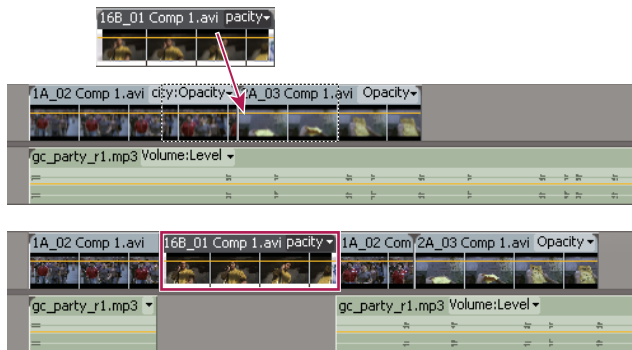 16B_01 Comp 1.avi pacity
1A_02 Comp 1.avi city:Opacity 2A_03 Comp 1.avi Opacity
gc_party_r1.mp3 Volume:Level
1A_02 Comp 1.avi 16B_01 Comp 1.avi pacity 1A_02 Com 2A_03 Comp 1.avi Opacity
gc_party_r1.mp3 gc_party_r1.mp3 Volume:Level